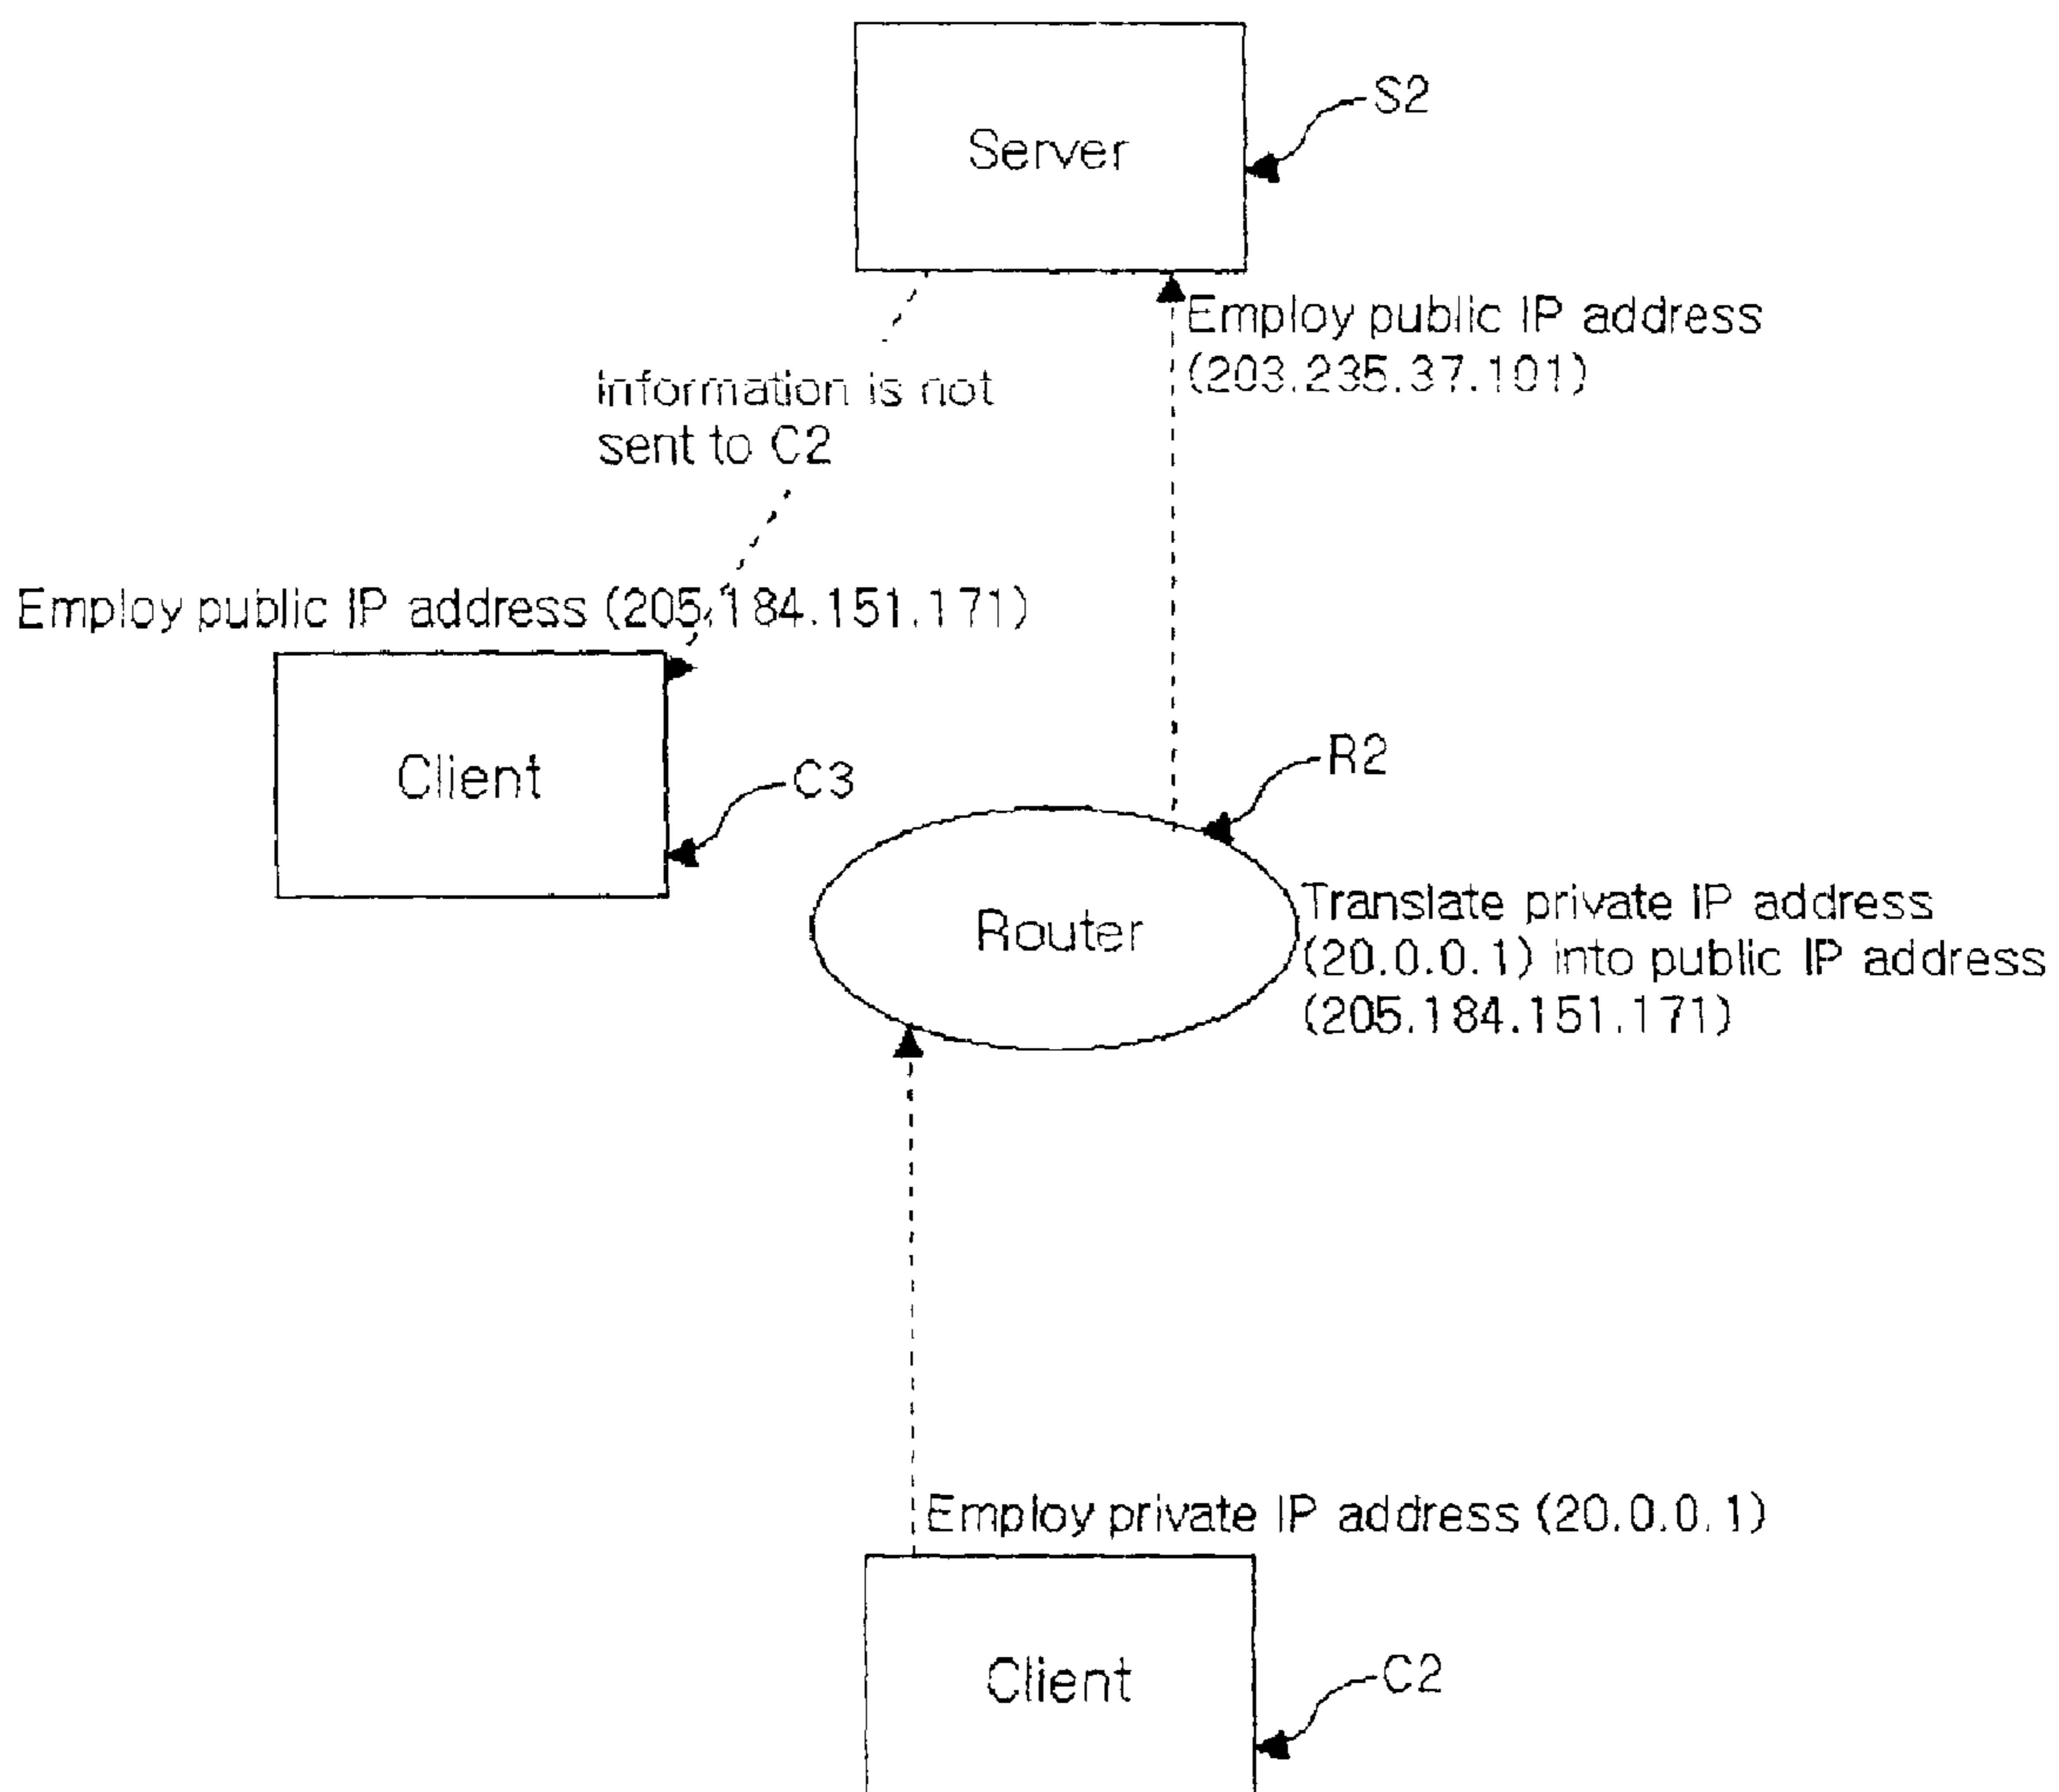 S2
Server
Employ public IP address
(203.235.37.101)
Information is not
sent to C2
Employ public IP address (205.184.151.171)
Client
C3
R2
Router
Translate private IP address
(20.0.0.1) into public IP address
(205.184.151.171)
Employ private IP address (20.0.0.1)
Client
C2